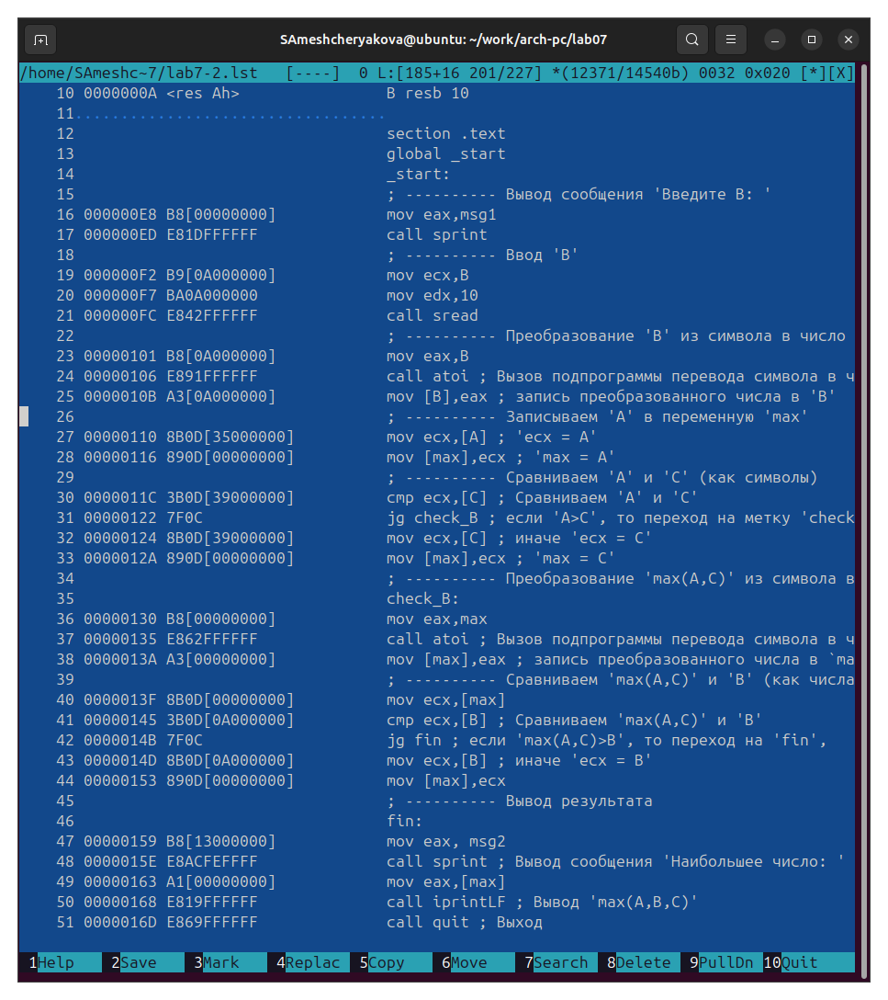 SAmeshcheryakova@ubuntu: ~/work/arch-pc/lab07
/home/SAmeshc~7/lab7-2.lst   [----]  0 L:[185+16 201/227] *(12371/14540b) 0032 0x020 [*][X]
10 0000000A <res Ah>                B resb 10
11..................................
12                                  section .text
13                                  global _start
14                                  _start:
15                                  ; ---------- Вывод сообщения 'Введите B: '
16 000000E8 B8[00000000]            mov eax,msg1
17 000000ED E81DFFFFFF              call sprint
18                                  ; ---------- Ввод 'B'
19 000000F2 B9[0A000000]            mov ecx,B
20 000000F7 BA0A000000              mov edx,10
21 000000FC E842FFFFFF              call sread
22                                  ; ---------- Преобразование 'B' из символа в число
23 00000101 B8[0A000000]            mov eax,B
24 00000106 E891FFFFFF              call atoi ; Вызов подпрограммы перевода символа в ч
25 0000010B A3[0A000000]            mov [B],eax ; запись преобразованного числа в 'B'
26                                  ; ---------- Записываем 'A' в переменную 'max'
27 00000110 8B0D[35000000]          mov ecx,[A] ; 'ecx = A'
28 00000116 890D[00000000]          mov [max],ecx ; 'max = A'
29                                  ; ---------- Сравниваем 'A' и 'C' (как символы)
30 0000011C 3B0D[39000000]          cmp ecx,[C] ; Сравниваем 'A' и 'C'
31 00000122 7F0C                    jg check_B ; если 'A>C', то переход на метку 'check
32 00000124 8B0D[39000000]          mov ecx,[C] ; иначе 'ecx = C'
33 0000012A 890D[00000000]          mov [max],ecx ; 'max = C'
34                                  ; ---------- Преобразование 'max(A,C)' из символа в
35                                  check_B:
36 00000130 B8[00000000]            mov eax,max
37 00000135 E862FFFFFF              call atoi ; Вызов подпрограммы перевода символа в ч
38 0000013A A3[00000000]            mov [max],eax ; запись преобразованного числа в `ma
39                                  ; ---------- Сравниваем 'max(A,C)' и 'B' (как числа
40 0000013F 8B0D[00000000]          mov ecx,[max]
41 00000145 3B0D[0A000000]          cmp ecx,[B] ; Сравниваем 'max(A,C)' и 'B'
42 0000014B 7F0C                    jg fin ; если 'max(A,C)>B', то переход на 'fin',
43 0000014D 8B0D[0A000000]          mov ecx,[B] ; иначе 'ecx = B'
44 00000153 890D[00000000]          mov [max],ecx
45                                  ; ---------- Вывод результата
46                                  fin:
47 00000159 B8[13000000]            mov eax, msg2
48 0000015E E8ACFEFFFF              call sprint ; Вывод сообщения 'Наибольшее число: '
49 00000163 A1[00000000]            mov eax,[max]
50 00000168 E819FFFFFF              call iprintLF ; Вывод 'max(A,B,C)'
51 0000016D E869FFFFFF              call quit ; Выход
1Help   2Save   3Mark   4Replac 5Copy   6Move   7Search 8Delete 9PullDn 10Quit